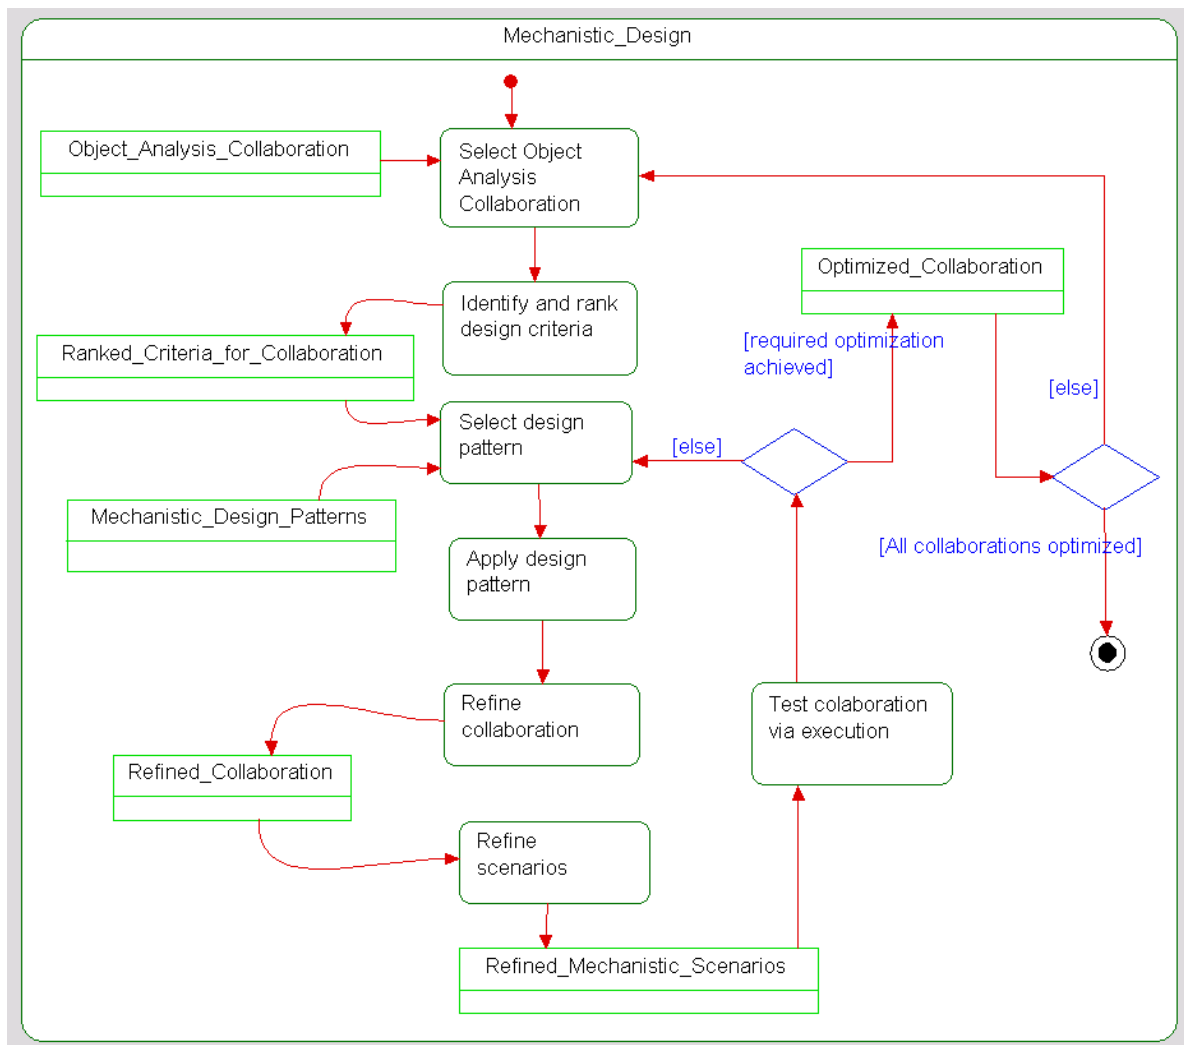 Mechanistic_Design
Object_Analysis_Collaboration
Select Object
Analysis
Collaboration
Optimized_Collaboration
Identify and rank
design criteria
Ranked_Criteria_for_Collaboration
[required optimization
achieved]
[else]
Select design
pattern
[else]
Mechanistic_Design_Patterns
[All collaborations optimized]
Apply design
pattern
Refine
collaboration
Test colaboration
via execution
Refined_Collaboration
Refine
scenarios
Refined_Mechanistic_Scenarios